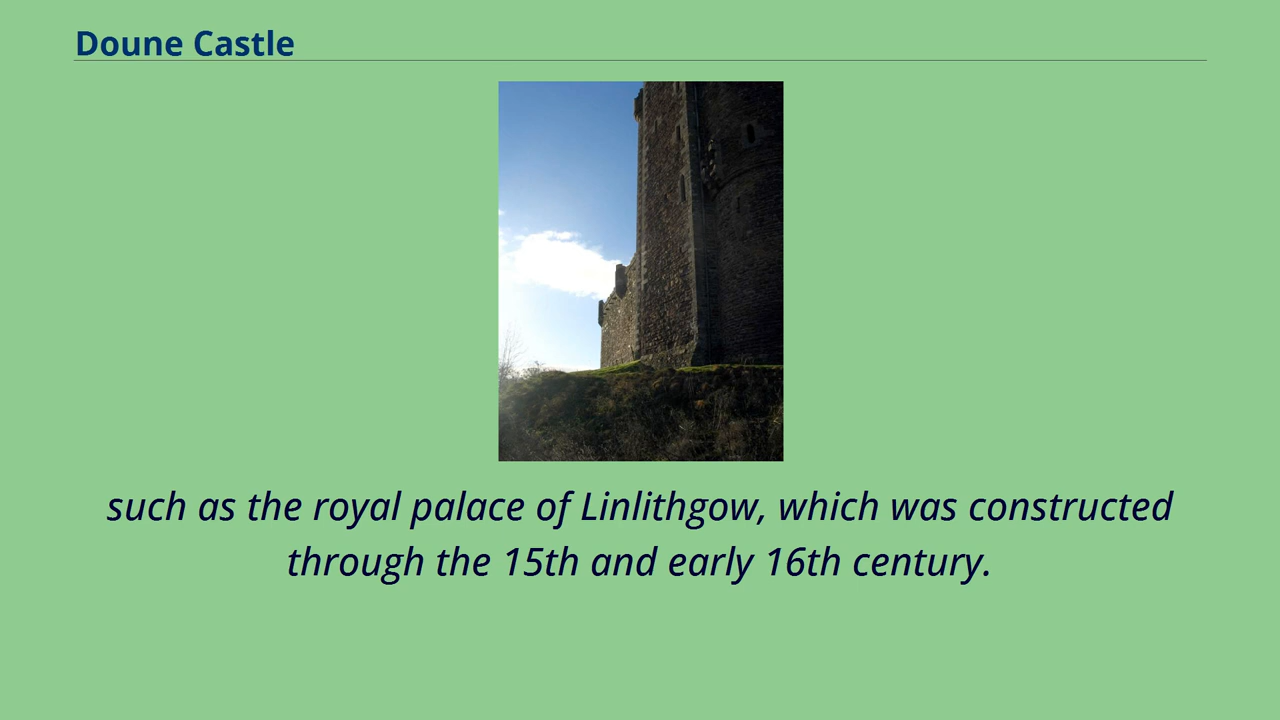 Doune Castle
such as the royal palace of Linlithgow, which was constructed
through the 15th and early 16th century.